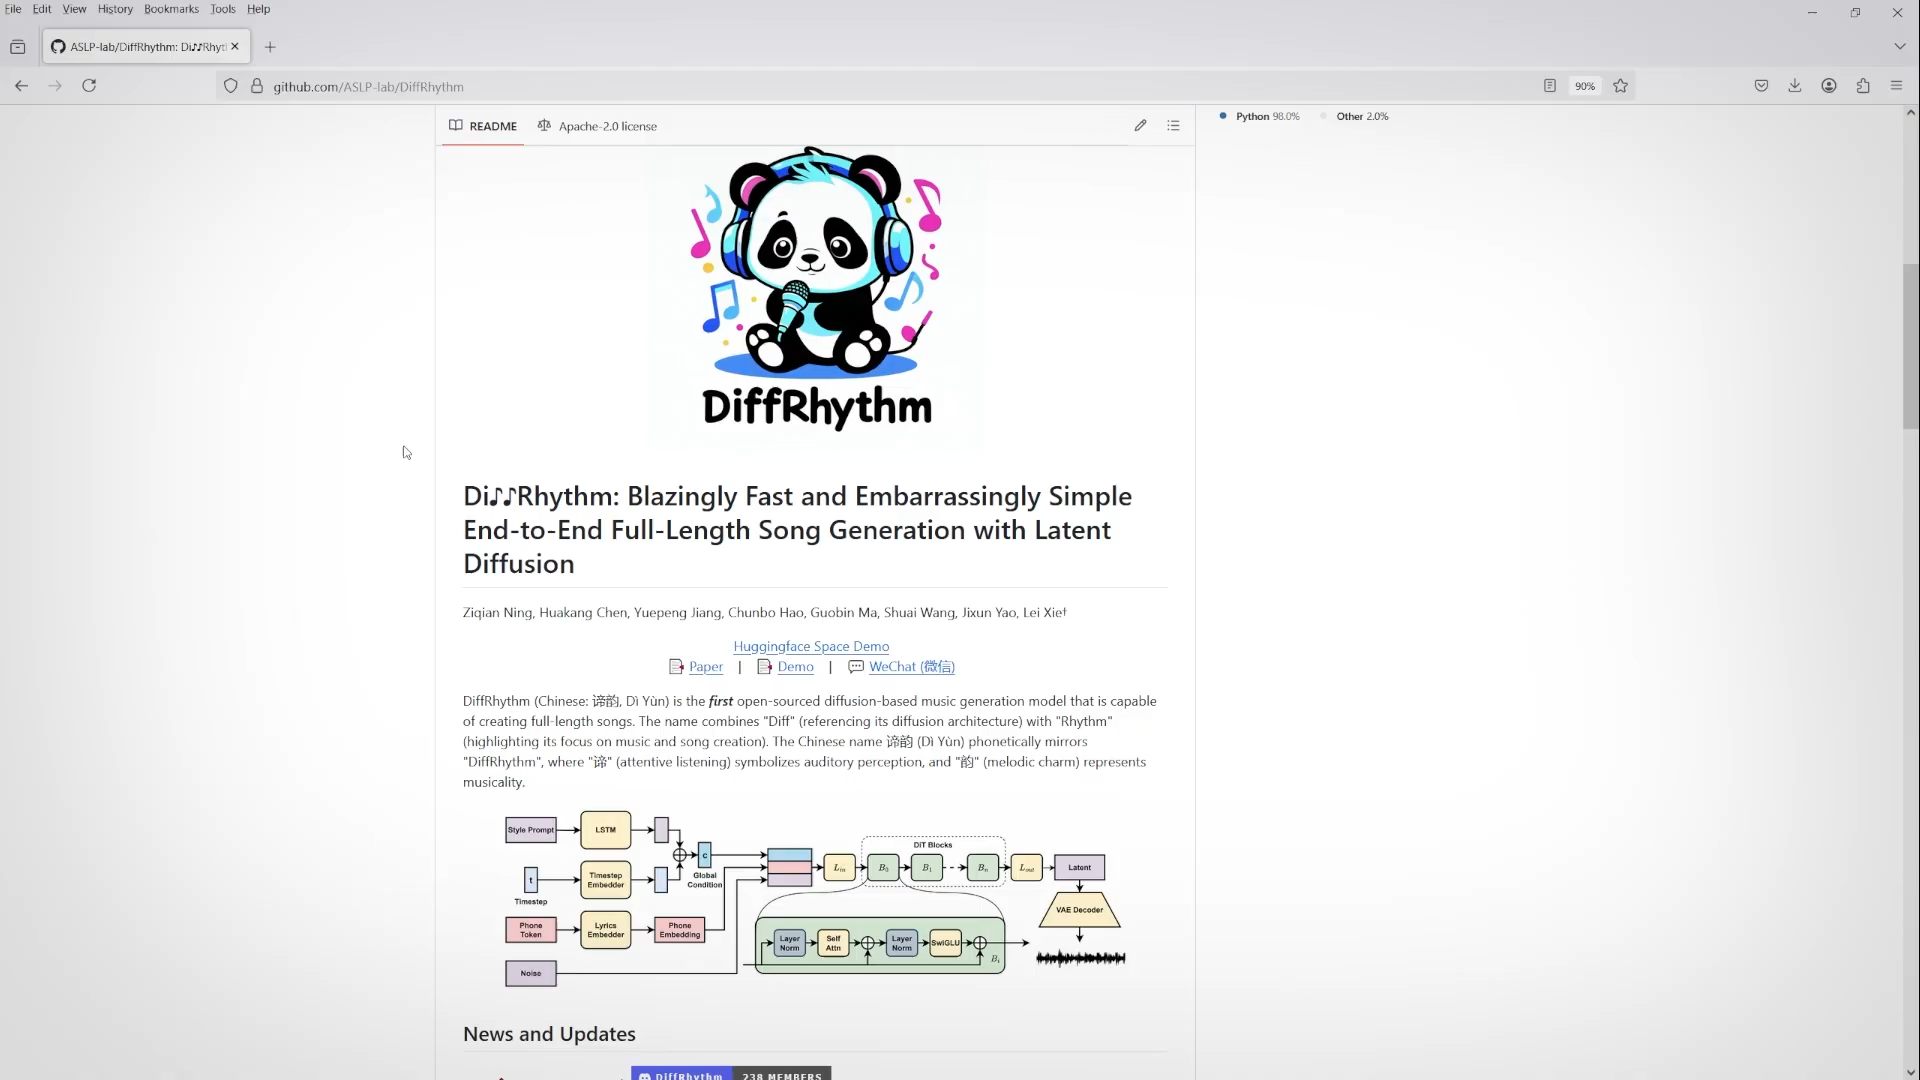 File Edit View History Bookmarks Tools Help
ASLP-lab/DiffRhythm: Di♪♪Rhyt
github.com/ASLP-lab/DiffRhythm
90%
README
Apache-2.0 license
Python 98.0%
Other 2.0%
DiffRhythm
Di♪♪Rhythm: Blazingly Fast and Embarrassingly Simple
End-to-End Full-Length Song Generation with Latent
Diffusion
Ziqian Ning, Huakang Chen, Yuepeng Jiang, Chunbo Hao, Guobin Ma, Shuai Wang, Jixun Yao, Lei Xie†
Huggingface Space Demo
Paper | Demo | WeChat (微信)
DiffRhythm (Chinese: 谛韵, Dì Yùn) is the first open-sourced diffusion-based music generation model that is capable
of creating full-length songs. The name combines "Diff" (referencing its diffusion architecture) with "Rhythm"
(highlighting its focus on music and song creation). The Chinese name 谛韵 (Dì Yùn) phonetically mirrors
"DiffRhythm", where "谛" (attentive listening) symbolizes auditory perception, and "韵" (melodic charm) represents
musicality.
Style Prompt
LSTM
c
Global
Condition
t
Timestep
Timestep
Embedder
Phone
Token
Lyrics
Embedder
Phone
Embedding
Noise
DiT Blocks
Lin
B0
B1
Bn
Lout
Latent
VAE Decoder
Layer
Norm
Self
Attn
Layer
Norm
SwiGLU
Bi
News and Updates
DiffRhythm 238 MEMBERS